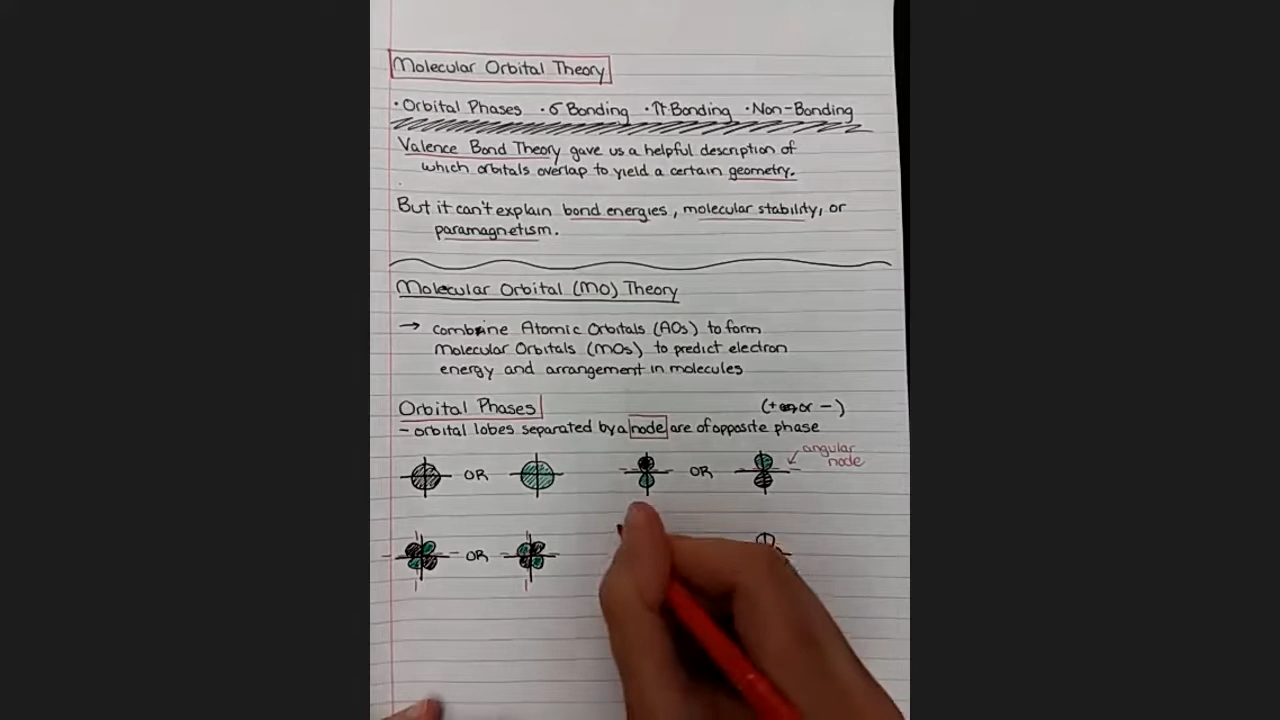 Molecular Orbital Theory
·Orbital Phases ·σ Bonding ·π Bonding ·Non-Bonding
Valence Bond Theory gave us a helpful description of
which orbitals overlap to yield a certain geometry.
But it can't explain bond energies, molecular stability, or
paramagnetism.
Molecular Orbital (MO) Theory
→ combine Atomic Orbitals (AOs) to form
Molecular Orbitals (MOs) to predict electron
energy and arrangement in molecules
Orbital Phases (+ or −)
- orbital lobes separated by a node are of opposite phase
OR OR angular
node
OR